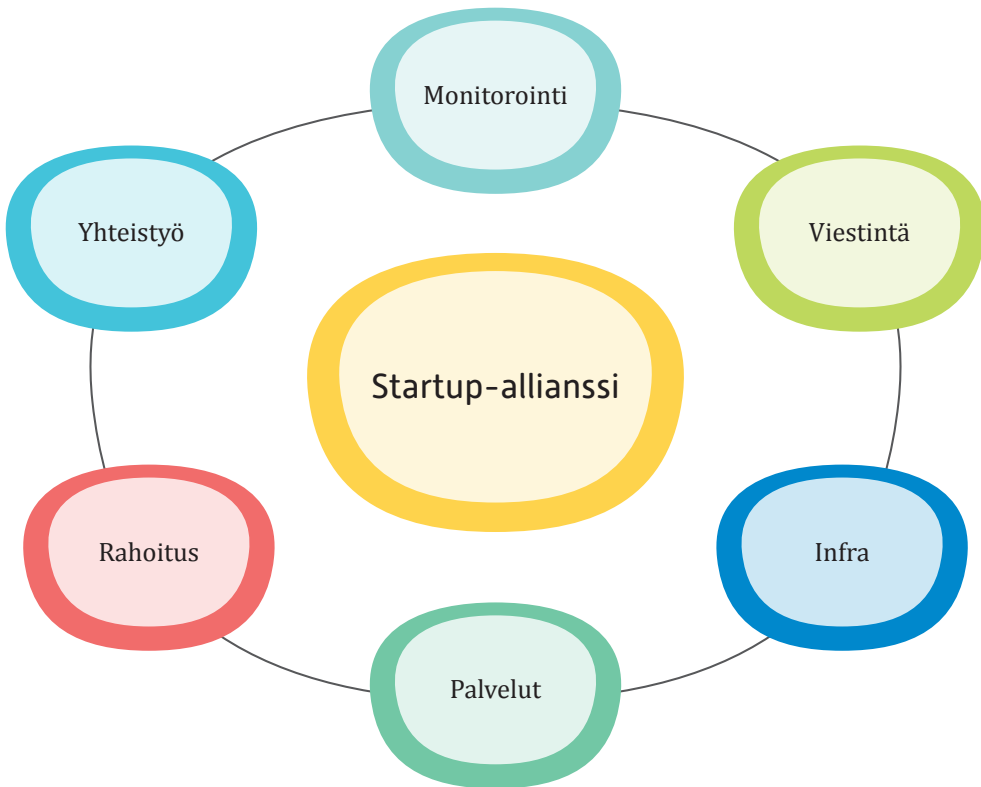 Monitorointi
Yhteistyö
Viestintä
Startup-allianssi
Rahoitus
Infra
Palvelut